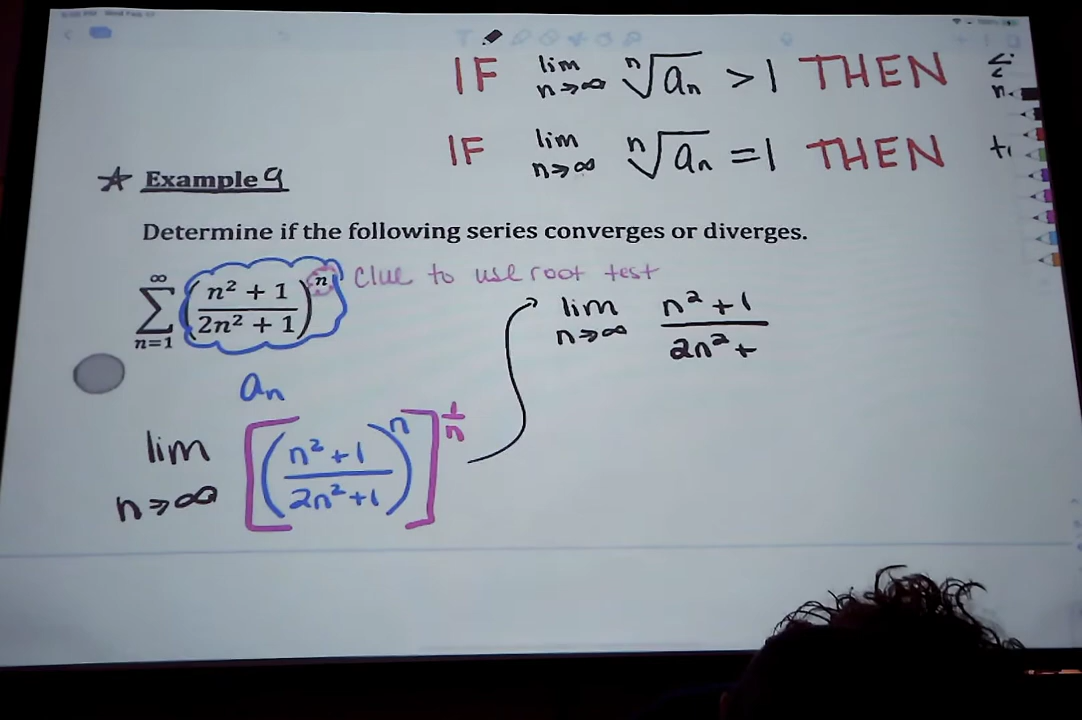 IF lim n→∞ ⁿ√aₙ > 1 THEN
IF lim n→∞ ⁿ√aₙ = 1 THEN
☆ Example 9
Determine if the following series converges or diverges.
∞ ∑ n=1 ( (n² + 1) / (2n² + 1) )ⁿ Clue to use root test
aₙ
lim n→∞ [ ( (n²+1) / (2n²+1) )ⁿ ]^(1/n)
lim n→∞ (n²+1) / (2n²+